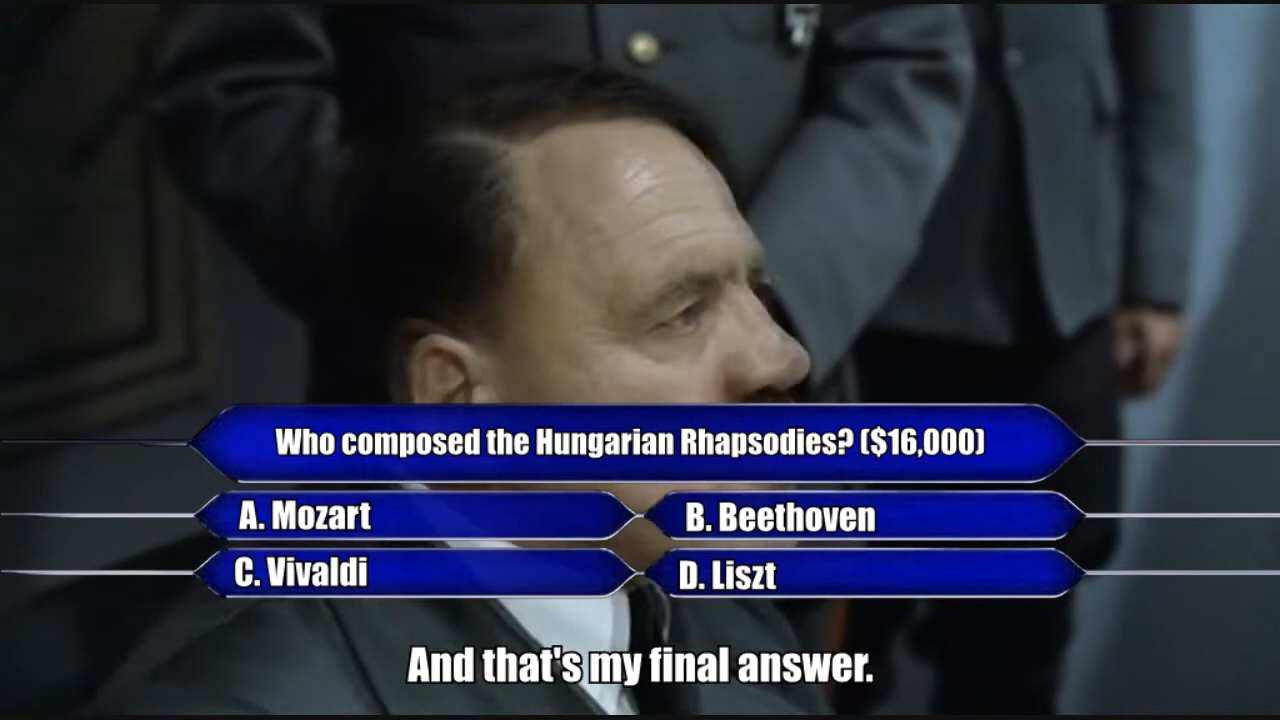 Who composed the Hungarian Rhapsodies? ($16,000)
A. Mozart
B. Beethoven
C. Vivaldi
D. Liszt
And that's my final answer.